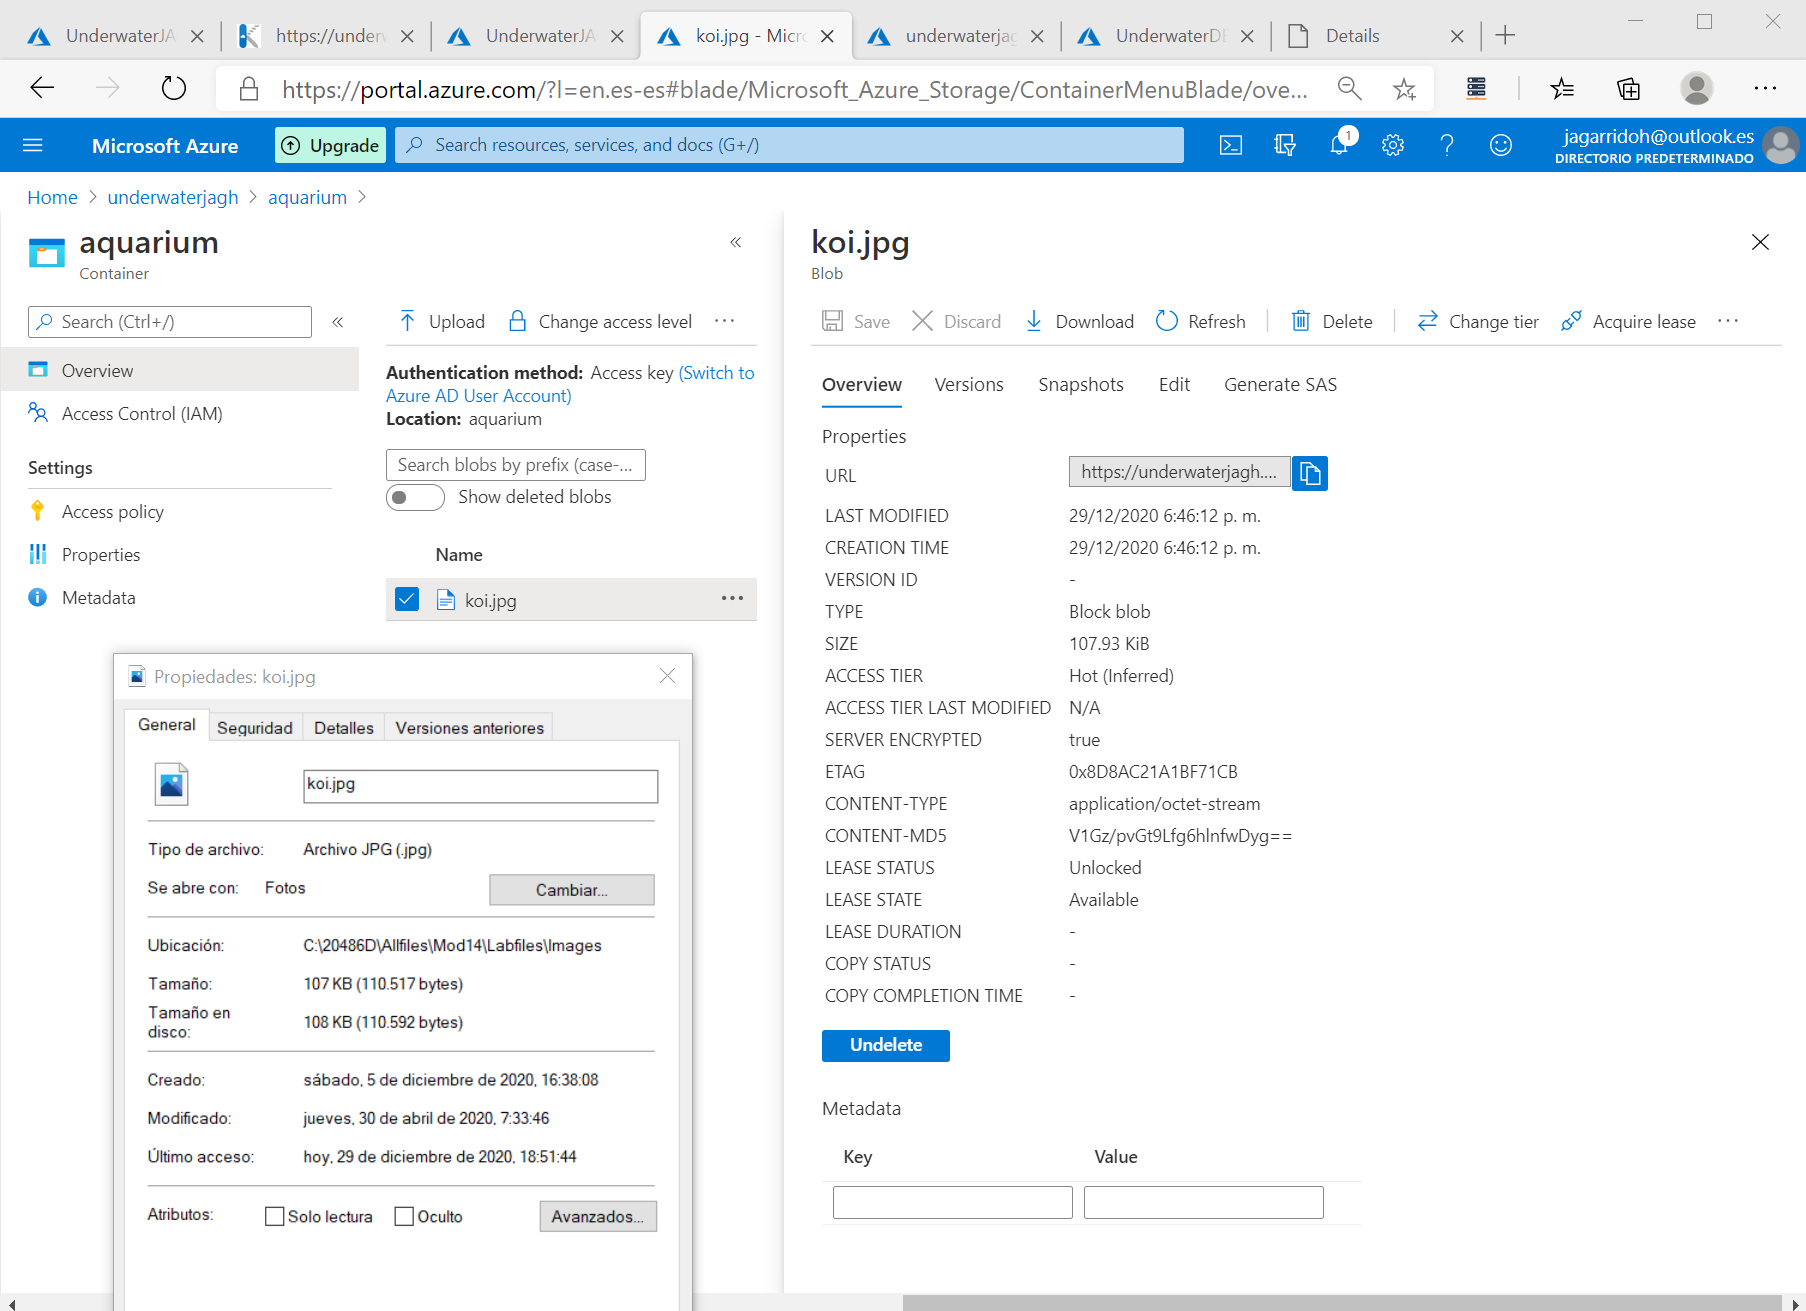 UnderwaterJA
https://underv
UnderwaterJA
koi.jpg - Micro
underwaterjag
UnderwaterDB
Details
https://portal.azure.com/?l=en.es-es#blade/Microsoft_Azure_Storage/ContainerMenuBlade/ove...
Microsoft Azure
Upgrade
Search resources, services, and docs (G+/)
1
jagarridoh@outlook.es
DIRECTORIO PREDETERMINADO
Home > underwaterjagh > aquarium >
aquarium
Container
Search (Ctrl+/)
Overview
Access Control (IAM)
Settings
Access policy
Properties
Metadata
Upload
Change access level
...
Authentication method: Access key (Switch to
Azure AD User Account)
Location: aquarium
Search blobs by prefix (case-...
Show deleted blobs
Name
koi.jpg
...
koi.jpg
Blob
Save
Discard
Download
Refresh
Delete
Change tier
Acquire lease
...
Overview
Versions
Snapshots
Edit
Generate SAS
Properties
URL https://underwaterjagh....
LAST MODIFIED 29/12/2020 6:46:12 p. m.
CREATION TIME 29/12/2020 6:46:12 p. m.
VERSION ID -
TYPE Block blob
SIZE 107.93 KiB
ACCESS TIER Hot (Inferred)
ACCESS TIER LAST MODIFIED N/A
SERVER ENCRYPTED true
ETAG 0x8D8AC21A1BF71CB
CONTENT-TYPE application/octet-stream
CONTENT-MD5 V1Gz/pvGt9Lfg6hlnfwDyg==
LEASE STATUS Unlocked
LEASE STATE Available
LEASE DURATION -
COPY STATUS -
COPY COMPLETION TIME -
Undelete
Metadata
Key Value
Propiedades: koi.jpg
General
Seguridad
Detalles
Versiones anteriores
koi.jpg
Tipo de archivo: Archivo JPG (.jpg)
Se abre con: Fotos
Cambiar...
Ubicación: C:\20486D\Allfiles\Mod14\Labfiles\Images
Tamaño: 107 KB (110.517 bytes)
Tamaño en
disco: 108 KB (110.592 bytes)
Creado: sábado, 5 de diciembre de 2020, 16:38:08
Modificado: jueves, 30 de abril de 2020, 7:33:46
Último acceso: hoy, 29 de diciembre de 2020, 18:51:44
Atributos: Solo lectura Oculto Avanzados...